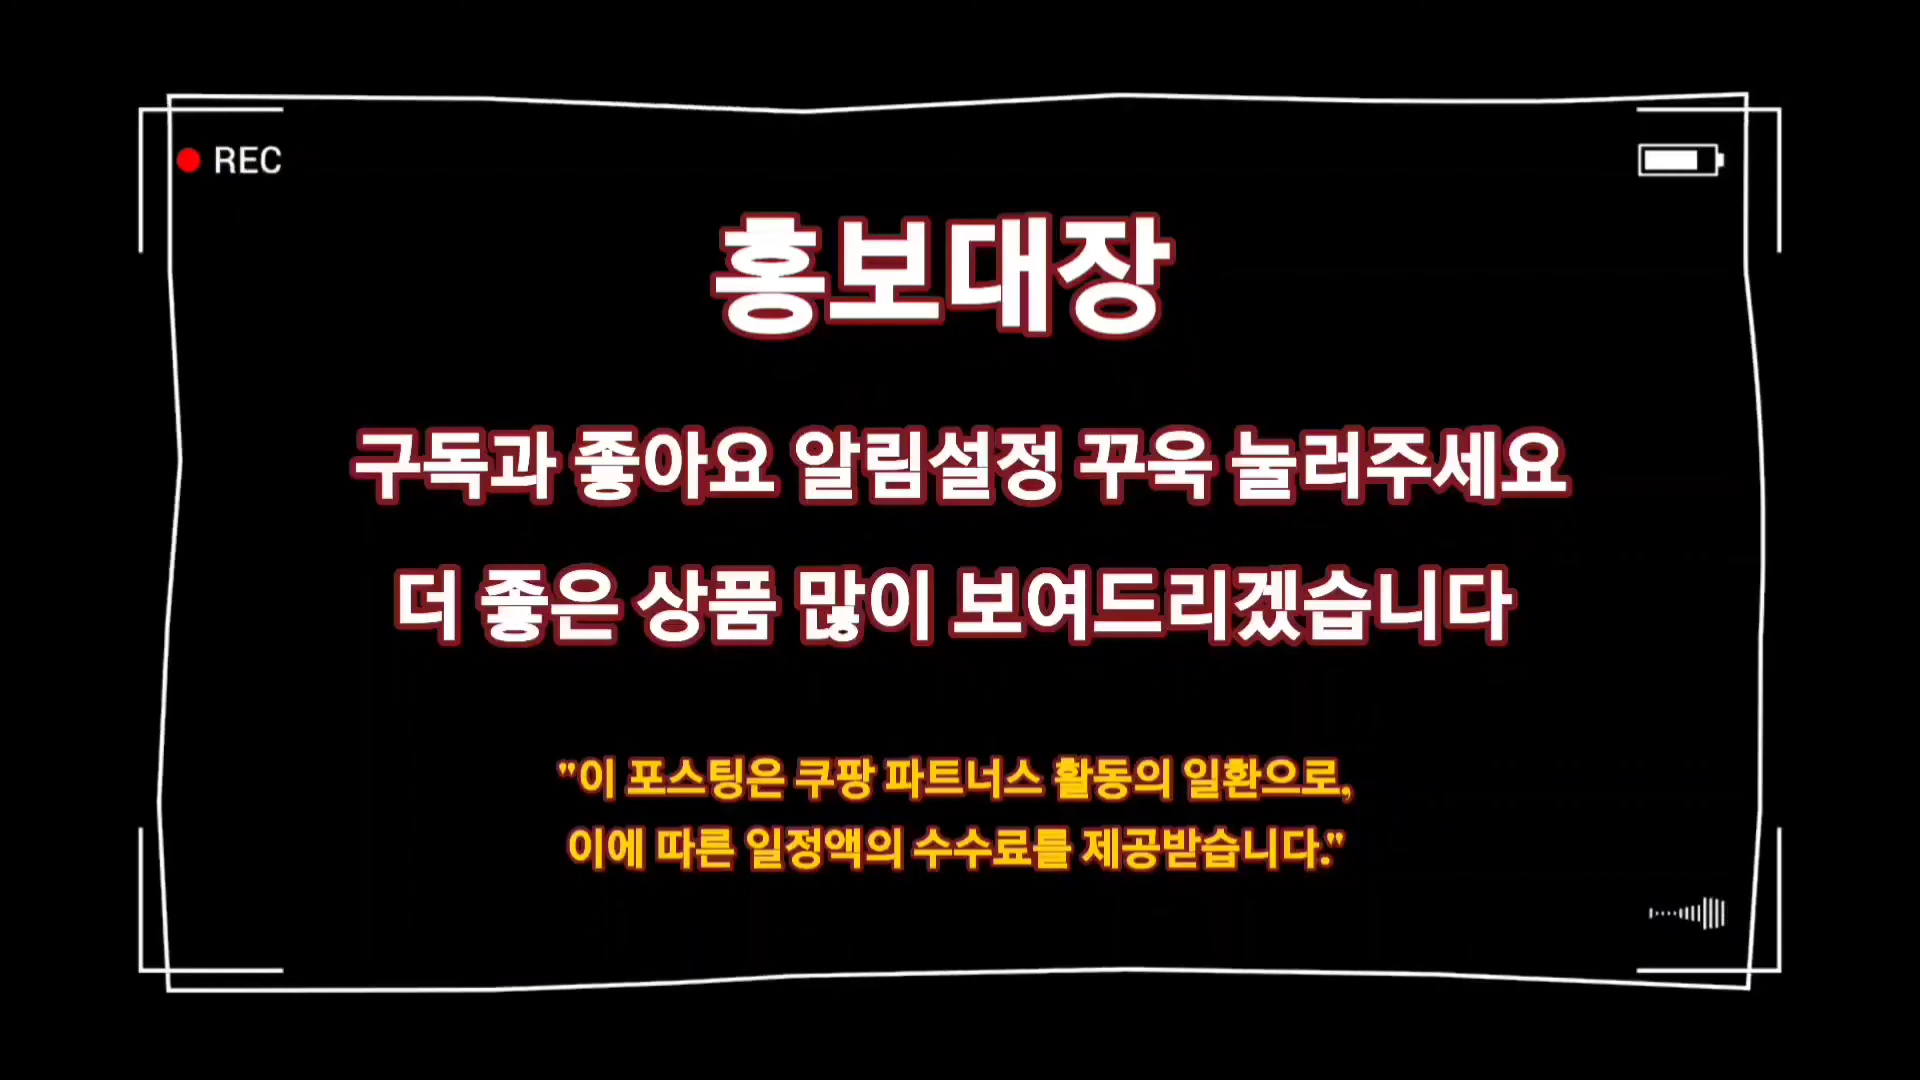 REC
홍보대장
구독과 좋아요 알림설정 꾸욱 눌러주세요
더 좋은 상품 많이 보여드리겠습니다
"이 포스팅은 쿠팡 파트너스 활동의 일환으로,
이에 따른 일정액의 수수료를 제공받습니다."